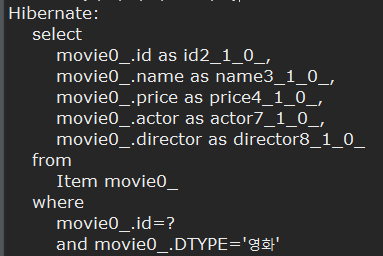 Hibernate:
select
movie0_.id as id2_1_0_,
movie0_.name as name3_1_0_,
movie0_.price as price4_1_0_,
movie0_.actor as actor7_1_0_,
movie0_.director as director8_1_0_
from
Item movie0_
where
movie0_.id=?
and movie0_.DTYPE='영화'